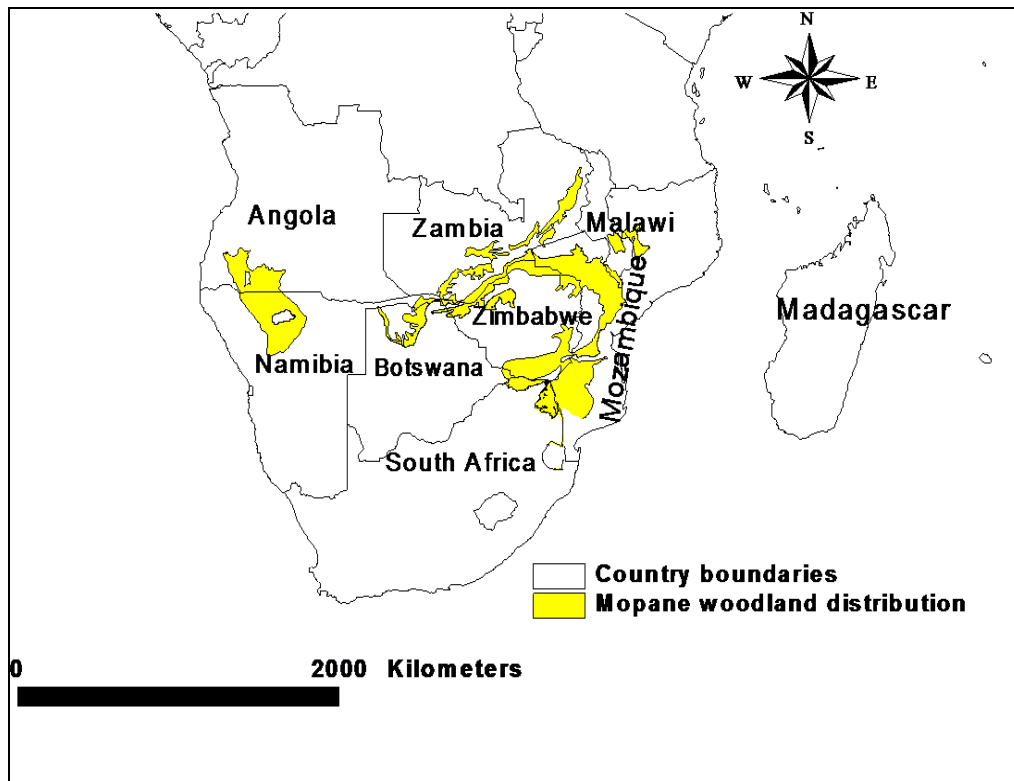 N
W E
S
Angola
Zambia
Malawi
Mozambique
Madagascar
Zimbabwe
Namibia
Botswana
South Africa
Country boundaries
Mopane woodland distribution
0 2000 Kilometers